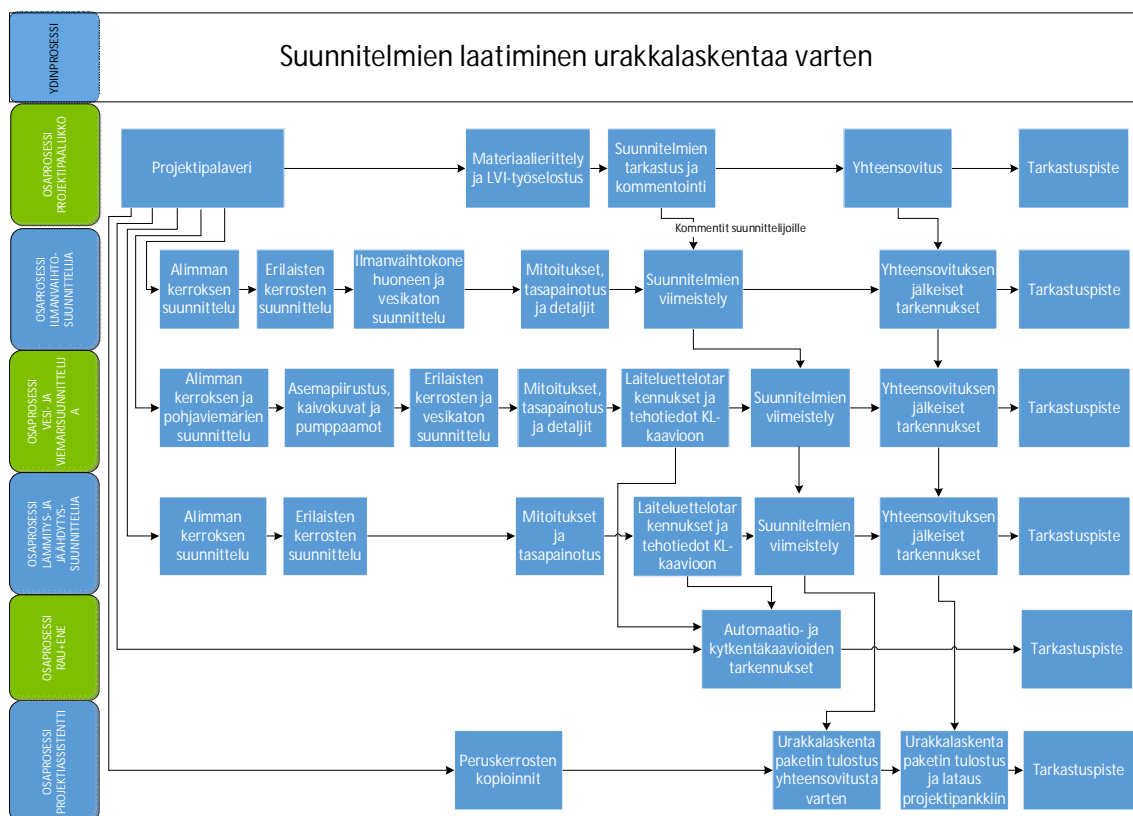 YDINPROSESSI
Suunnitelmien laatiminen urakkalaskentaa varten
OSAPROSESSI
PROJEKTIPÄÄLLIKKÖ
Projektipalaveri
Materiaalierittely
ja LVI-työselostus
Suunnitelmien
tarkastus ja
kommentointi
Yhteensovitus
Tarkastuspiste
Kommentit suunnittelijoille
OSAPROSESSI
ILMANVAIHTO-
SUUNNITTELIJA
Alimman
kerroksen
suunnittelu
Erilaisten
kerrosten
suunnittelu
Ilmanvaihtokone
huoneen ja
vesikaton
suunnittelu
Mitoitukset,
tasapainotus
ja detaljit
Suunnitelmien
viimeistely
Yhteensovituksen
jälkeiset
tarkennukset
Tarkastuspiste
OSAPROSESSI
VESI- JA
VIEMÄRISUUNNITTELIJ
A
Alimman
kerroksen ja
pohjaviemärien
suunnittelu
Asemapiirustus,
kaivokuvat ja
pumppaamot
Erilaisten
kerrosten ja
vesikaton
suunnittelu
Mitoitukset,
tasapainotus
ja detaljit
Laiteluettelotar
kennukset ja
tehotiedot KL-
kaavioon
Suunnitelmien
viimeistely
Yhteensovituksen
jälkeiset
tarkennukset
Tarkastuspiste
OSAPROSESSI
LÄMMITYS- JA
JÄÄHDYTYS-
SUUNNITTELIJA
Alimman
kerroksen
suunnittelu
Erilaisten
kerrosten
suunnittelu
Mitoitukset
ja
tasapainotus
Laiteluettelotar
kennukset ja
tehotiedot KL-
kaavioon
Suunnitelmien
viimeistely
Yhteensovituksen
jälkeiset
tarkennukset
Tarkastuspiste
OSAPROSESSI
RAU+ENE
Automaatio- ja
kytkentäkaavioiden
tarkennukset
Tarkastuspiste
OSAPROSESSI
PROJEKTIASSISTENTTI
Peruskerrosten
kopioinnit
Urakkalaskenta
paketin tulostus
yhteensovitusta
varten
Urakkalaskenta
paketin tulostus
ja lataus
projektipankkiin
Tarkastuspiste